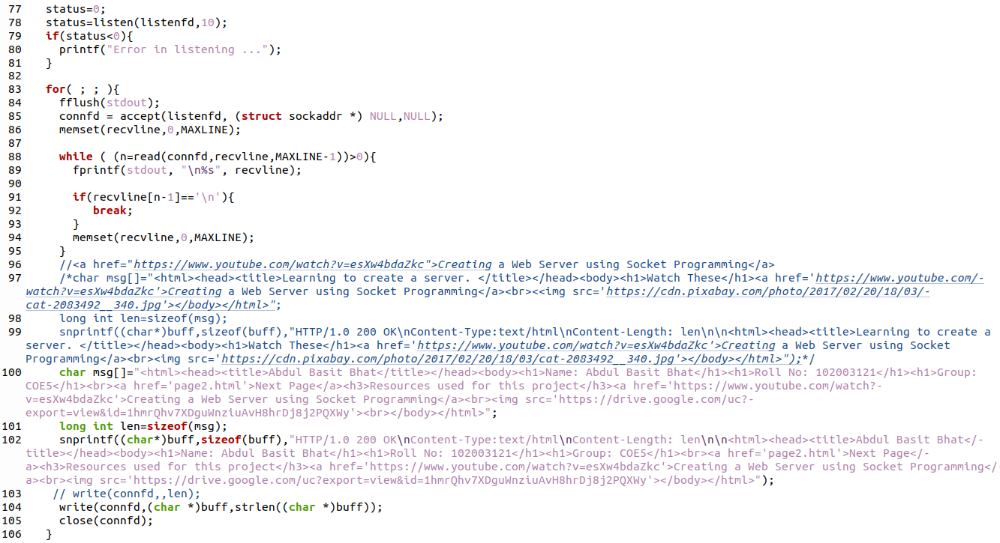 77 status=0;
78 status=listen(listenfd,10);
79 if(status<0){
80 printf("Error in listening ...");
81 }
82
83 for( ; ; ){
84 fflush(stdout);
85 connfd = accept(listenfd, (struct sockaddr *) NULL,NULL);
86 memset(recvline,0,MAXLINE);
87
88 while ( (n=read(connfd,recvline,MAXLINE-1))>0){
89 fprintf(stdout, "\n%s", recvline);
90
91 if(recvline[n-1]=='\n'){
92 break;
93 }
94 memset(recvline,0,MAXLINE);
95 }
96 //<a href="https://www.youtube.com/watch?v=esXw4bdaZkc">Creating a Web Server using Socket Programming</a>
97 /*char msg[]="<html><head><title>Learning to create a server. </title></head><body><h1>Watch These</h1><a href='https://www.youtube.com/-
watch?v=esXw4bdaZkc'>Creating a Web Server using Socket Programming</a><br><<img src='https://cdn.pixabay.com/photo/2017/02/20/18/03/-
cat-2083492__340.jpg'></body></html>";
98 long int len=sizeof(msg);
99 snprintf((char*)buff,sizeof(buff),"HTTP/1.0 200 OK\nContent-Type:text/html\nContent-Length: len\n\n<html><head><title>Learning to create a
server. </title></head><body><h1>Watch These</h1><a href='https://www.youtube.com/watch?v=esXw4bdaZkc'>Creating a Web Server using Socket
Programming</a><br><img src='https://cdn.pixabay.com/photo/2017/02/20/18/03/cat-2083492__340.jpg'></body></html>");*/
100 char msg[]="<html><head><title>Abdul Basit Bhat</title></head><body><h1>Name: Abdul Basit Bhat</h1><h1>Roll No: 102003121</h1><h1>Group:
COE5</h1><br><a href='page2.html'>Next Page</a><h3>Resources used for this project</h3><a href='https://www.youtube.com/watch?-
v=esXw4bdaZkc'>Creating a Web Server using Socket Programming</a><br><img src='https://drive.google.com/uc?-
export=view&id=1hmrQhv7XDguWnziuAvH8hrDj8j2PQXWy'><br></body></html>";
101 long int len=sizeof(msg);
102 snprintf((char*)buff,sizeof(buff),"HTTP/1.0 200 OK\nContent-Type:text/html\nContent-Length: len\n\n<html><head><title>Abdul Basit Bhat</-
title></head><body><h1>Name: Abdul Basit Bhat</h1><h1>Roll No: 102003121</h1><h1>Group: COE5</h1><br><a href='page2.html'>Next Page</-
a><h3>Resources used for this project</h3><a href='https://www.youtube.com/watch?v=esXw4bdaZkc'>Creating a Web Server using Socket Programming</-
a><br><img src='https://drive.google.com/uc?export=view&id=1hmrQhv7XDguWnziuAvH8hrDj8j2PQXWy'></body></html>");
103 // write(connfd,,len);
104 write(connfd,(char *)buff,strlen((char *)buff));
105 close(connfd);
106 }